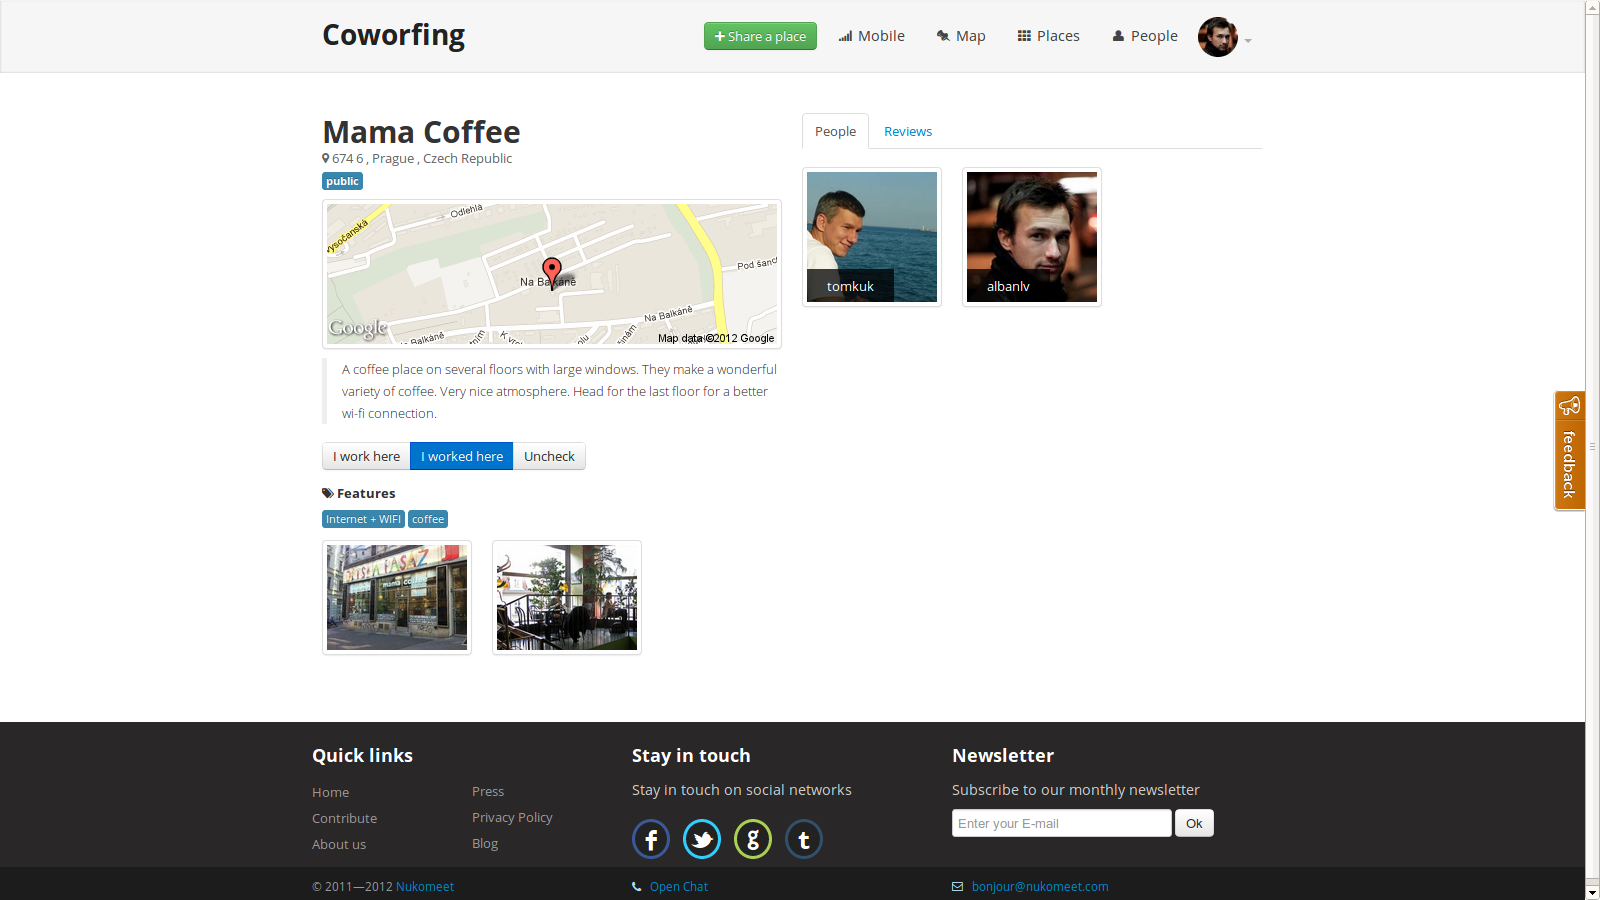 Coworfing
Share a place
Mobile
Map
Places
People
Mama Coffee
674 6 , Prague , Czech Republic
public
Odlehlá
Vysočanská
Na Balkáně
Pod šanc
Na Balkáně
Google
Map data ©2012 Google
A coffee place on several floors with large windows. They make a wonderful
variety of coffee. Very nice atmosphere. Head for the last floor for a better
wi-fi connection.
I work here
I worked here
Uncheck
Features
Internet + WIFI
coffee
mama coffee
People
Reviews
tomkuk
albanlv
feedback
Quick links
Home
Contribute
About us
Press
Privacy Policy
Blog
Stay in touch
Stay in touch on social networks
f
g
t
Newsletter
Subscribe to our monthly newsletter
Enter your E-mail
Ok
© 2011—2012 Nukomeet
Open Chat
bonjour@nukomeet.com